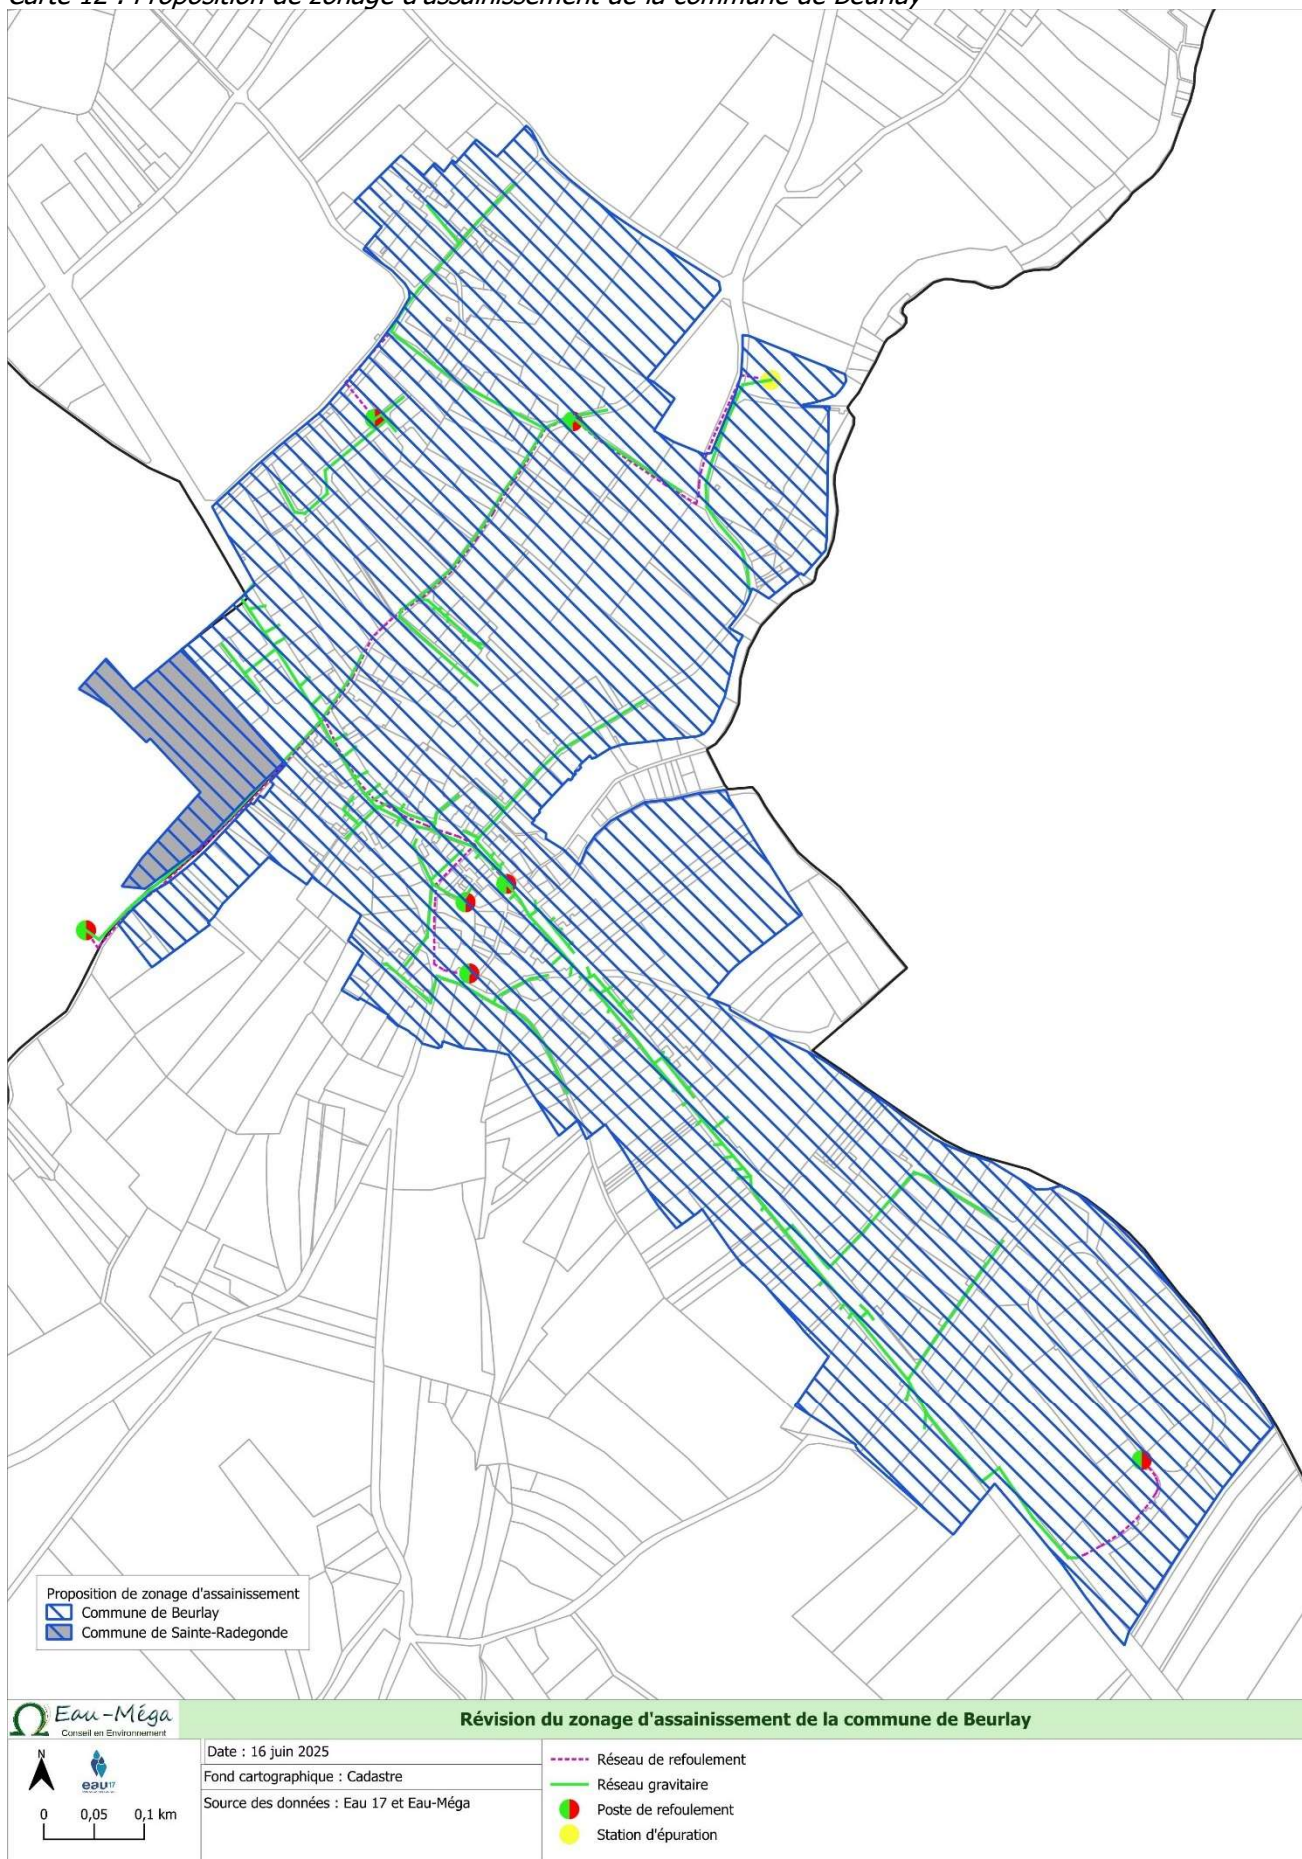 Carte 12 : Proposition de zonage d'assainissement de la commune de Beurlay
Proposition de zonage d'assainissement
Commune de Beurlay
Commune de Sainte-Radegonde
Eau-Méga
Conseil en Environnement
Révision du zonage d'assainissement de la commune de Beurlay
N
eau17
0 0,05 0,1 km
Date : 16 juin 2025
Fond cartographique : Cadastre
Source des données : Eau 17 et Eau-Méga
Réseau de refoulement
Réseau gravitaire
Poste de refoulement
Station d'épuration